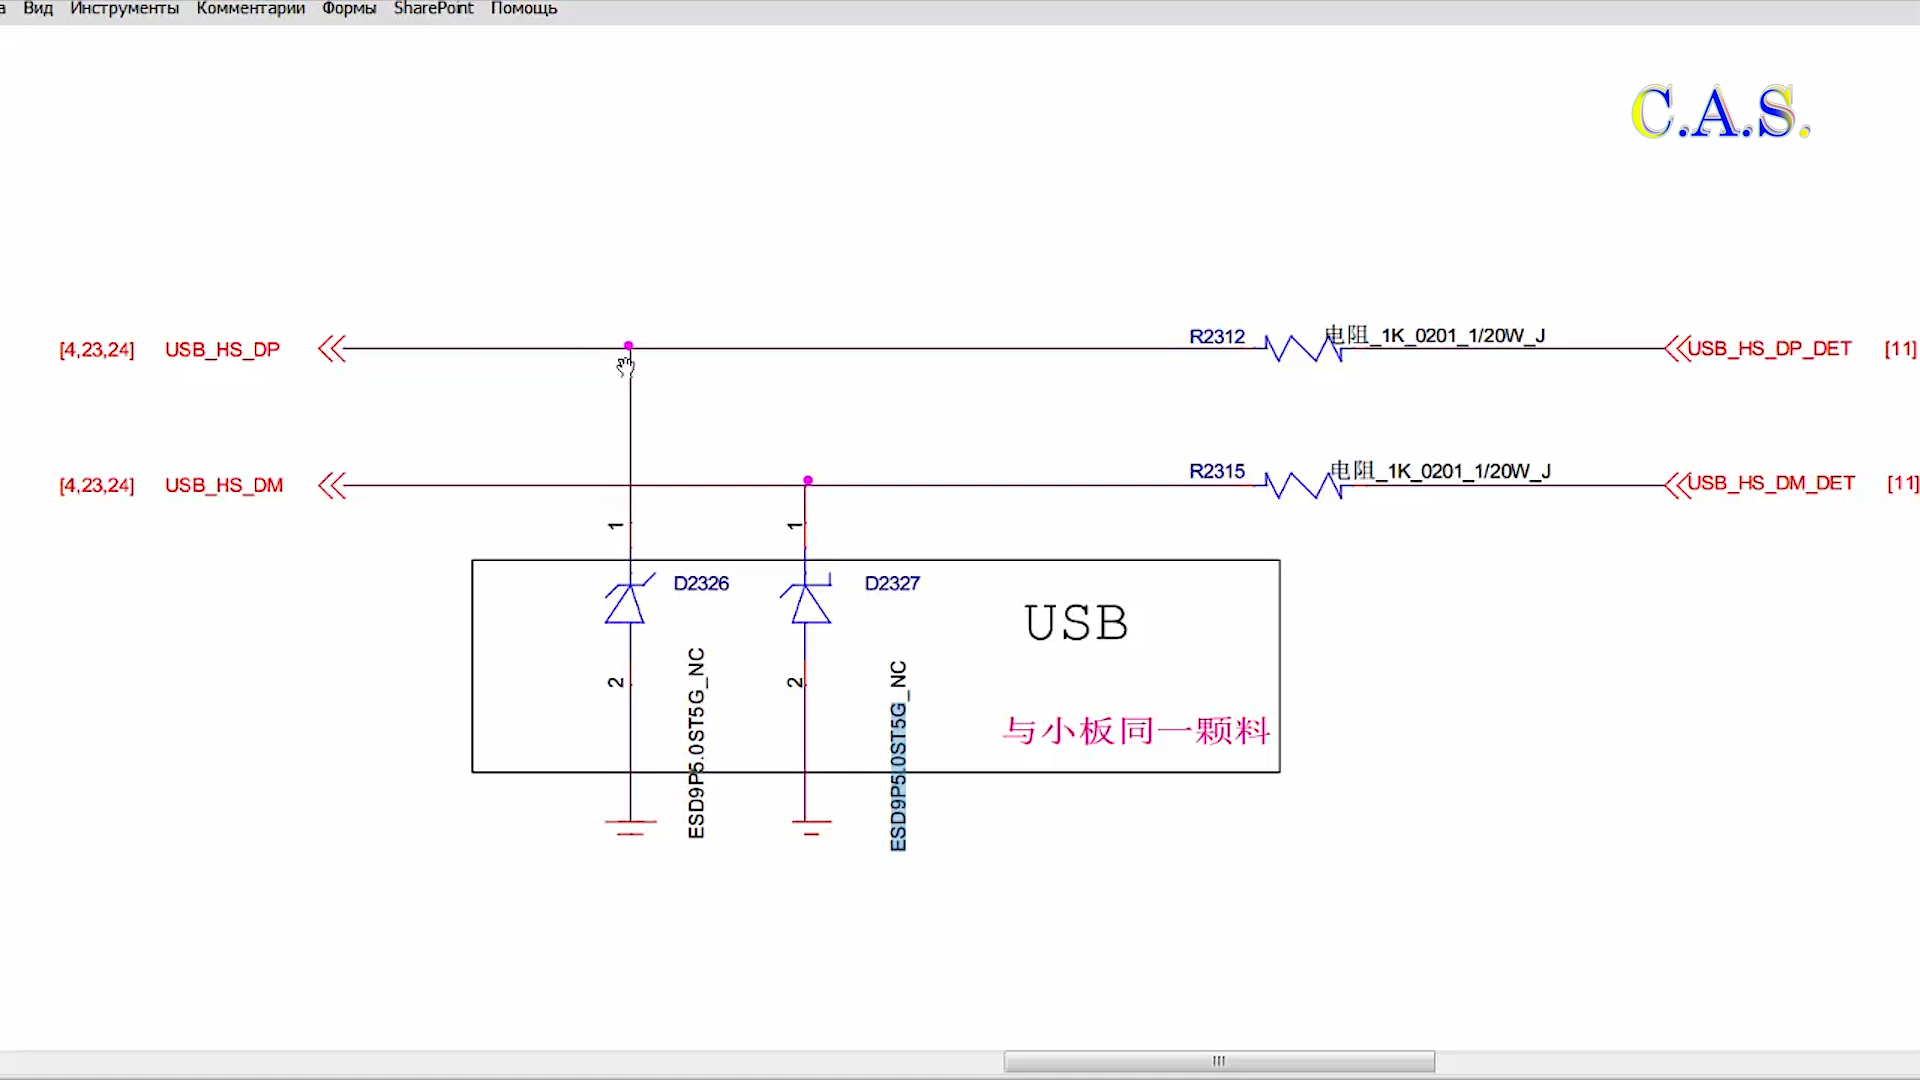 а Вид Инструменты Комментарии Формы SharePoint Помощь
C.A.S.
[4,23,24] USB_HS_DP R2312 电阻_1K_0201_1/20W_J USB_HS_DP_DET [11]
[4,23,24] USB_HS_DM R2315 电阻_1K_0201_1/20W_J USB_HS_DM_DET [11]
1 1
D2326 D2327
USB
2 2
ESD9P5.0ST5G_NC ESD9P5.0ST5G_NC
与小板同一颗料